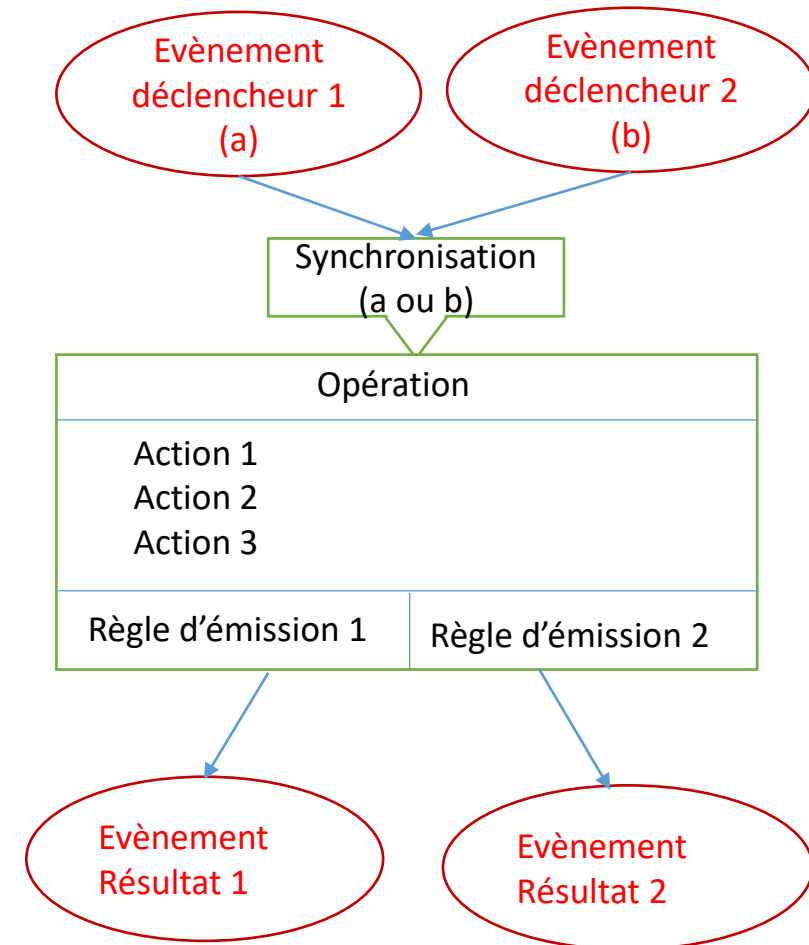 Evènement
déclencheur 1
(a)
Evènement
déclencheur 2
(b)
Synchronisation
(a ou b)
Opération
Action 1
Action 2
Action 3
Règle d’émission 1
Règle d’émission 2
Evènement
Résultat 1
Evènement
Résultat 2